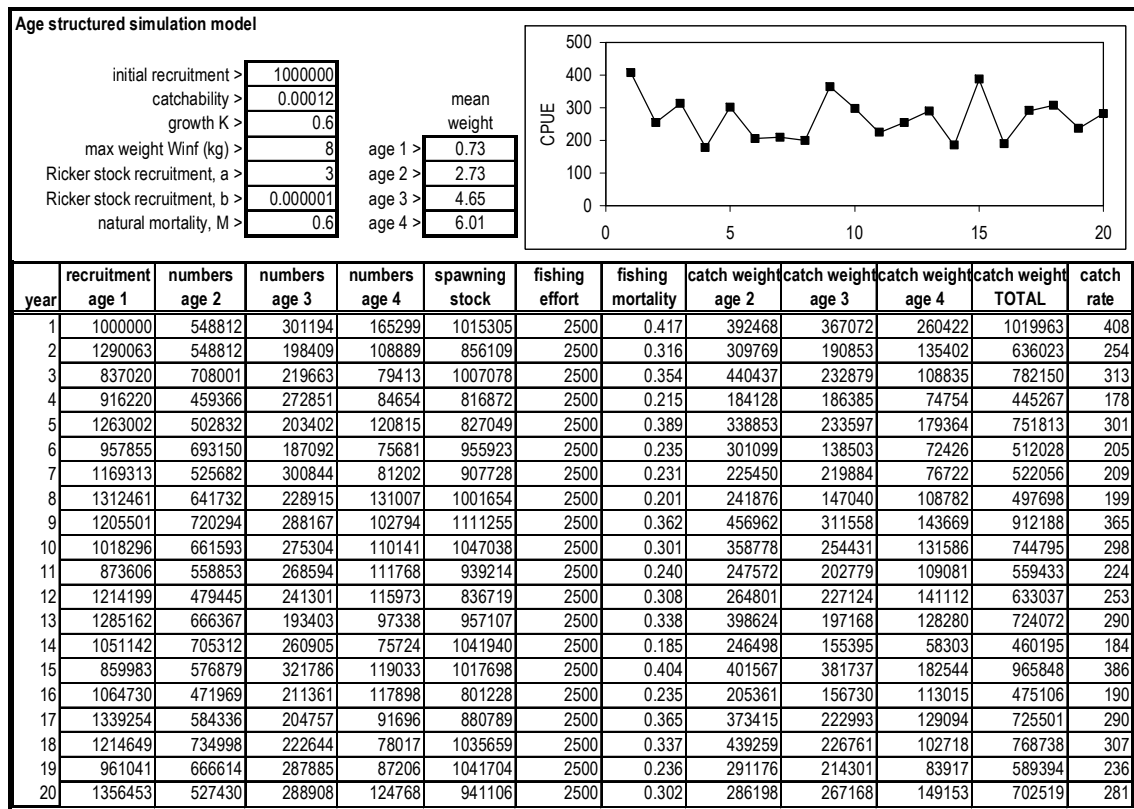 Age structured simulation model
initial recruitment > 1000000
catchability > 0.00012
growth K > 0.6
max weight Winf (kg) > 8
Ricker stock recruitment, a > 3
Ricker stock recruitment, b > 0.000001
natural mortality, M > 0.6
mean
weight
age 1 > 0.73
age 2 > 2.73
age 3 > 4.65
age 4 > 6.01
500
400
300
200
100
0
CPUE
0 5 10 15 20
recruitment numbers numbers numbers spawning fishing fishing catch weight catch weight catch weight catch weight catch
year age 1 age 2 age 3 age 4 stock effort mortality age 2 age 3 age 4 TOTAL rate
1 1000000 548812 301194 165299 1015305 2500 0.417 392468 367072 260422 1019963 408
2 1290063 548812 198409 108889 856109 2500 0.316 309769 190853 135402 636023 254
3 837020 708001 219663 79413 1007078 2500 0.354 440437 232879 108835 782150 313
4 916220 459366 272851 84654 816872 2500 0.215 184128 186385 74754 445267 178
5 1263002 502832 203402 120815 827049 2500 0.389 338853 233597 179364 751813 301
6 957855 693150 187092 75681 955923 2500 0.235 301099 138503 72426 512028 205
7 1169313 525682 300844 81202 907728 2500 0.231 225450 219884 76722 522056 209
8 1312461 641732 228915 131007 1001654 2500 0.201 241876 147040 108782 497698 199
9 1205501 720294 288167 102794 1111255 2500 0.362 456962 311558 143669 912188 365
10 1018296 661593 275304 110141 1047038 2500 0.301 358778 254431 131586 744795 298
11 873606 558853 268594 111768 939214 2500 0.240 247572 202779 109081 559433 224
12 1214199 479445 241301 115973 836719 2500 0.308 264801 227124 141112 633037 253
13 1285162 666367 193403 97338 957107 2500 0.338 398624 197168 128280 724072 290
14 1051142 705312 260905 75724 1041940 2500 0.185 246498 155395 58303 460195 184
15 859983 576879 321786 119033 1017698 2500 0.404 401567 381737 182544 965848 386
16 1064730 471969 211361 117898 801228 2500 0.235 205361 156730 113015 475106 190
17 1339254 584336 204757 91696 880789 2500 0.365 373415 222993 129094 725501 290
18 1214649 734998 222644 78017 1035659 2500 0.337 439259 226761 102718 768738 307
19 961041 666614 287885 87206 1041704 2500 0.236 291176 214301 83917 589394 236
20 1356453 527430 288908 124768 941106 2500 0.302 286198 267168 149153 702519 281